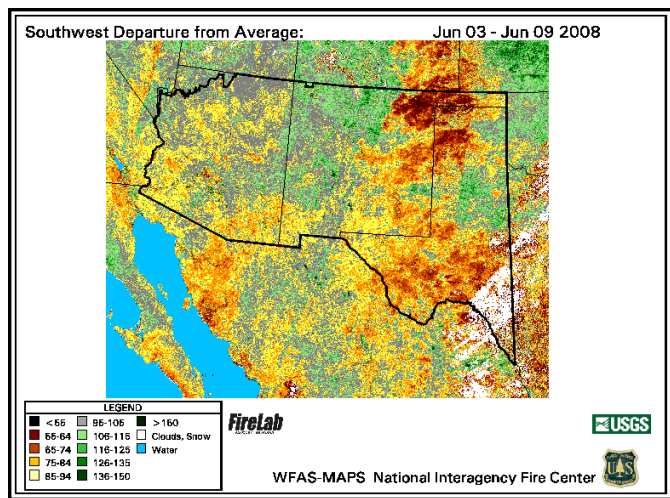 Southwest Departure from Average: Jun 03 - Jun 09 2008
LEGEND
<55 95-105 >150
55-64 106-115 Clouds, Snow
65-74 116-125 Water
75-84 126-135
85-94 136-150
FireLab
USGS
WFAS-MAPS National Interagency Fire Center